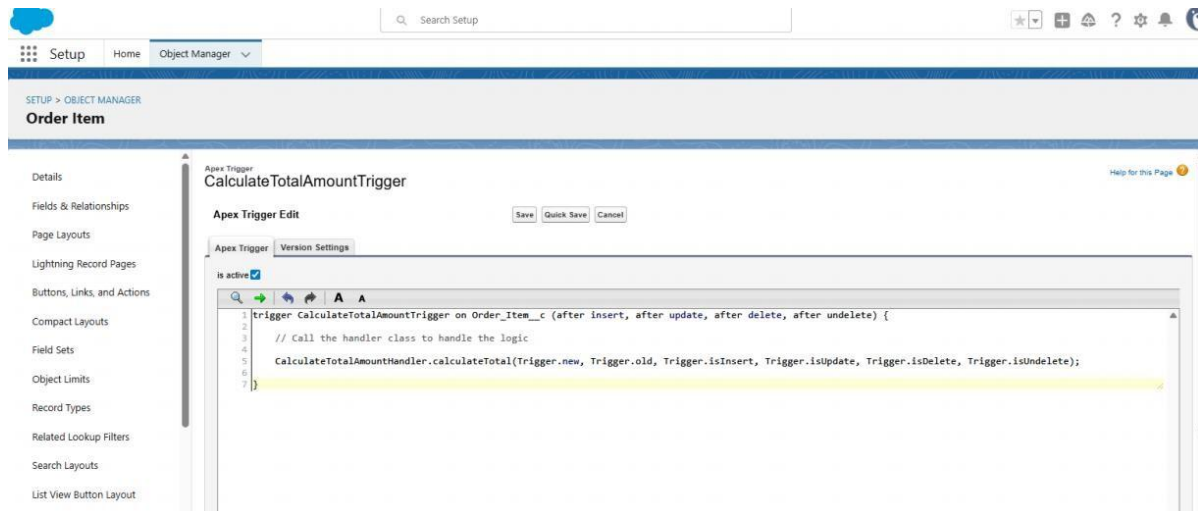 Search Setup
Setup Home Object Manager
SETUP > OBJECT MANAGER
Order Item
Details
Fields & Relationships
Page Layouts
Lightning Record Pages
Buttons, Links, and Actions
Compact Layouts
Field Sets
Object Limits
Record Types
Related Lookup Filters
Search Layouts
List View Button Layout
Apex Trigger
CalculateTotalAmountTrigger
Help for this Page ?
Apex Trigger Edit Save Quick Save Cancel
Apex Trigger Version Settings
is active
A A
1 trigger CalculateTotalAmountTrigger on Order_Item__c (after insert, after update, after delete, after undelete) {
2
3 // Call the handler class to handle the logic
4
5 CalculateTotalAmountHandler.calculateTotal(Trigger.new, Trigger.old, Trigger.isInsert, Trigger.isUpdate, Trigger.isDelete, Trigger.isUndelete);
6
7 }